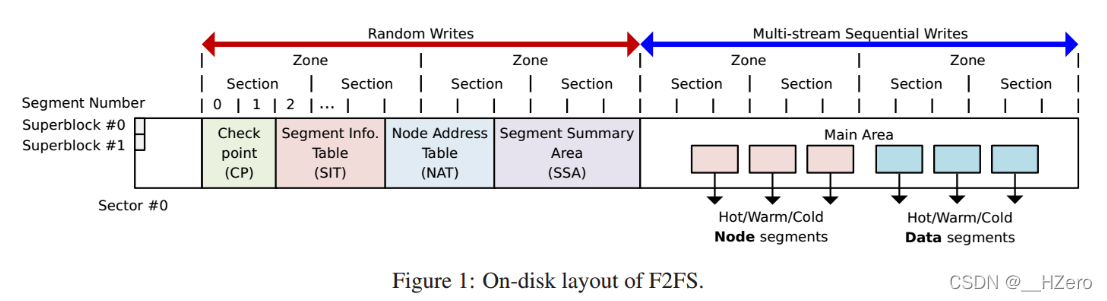 Random Writes
Multi-stream Sequential Writes
Zone
Zone
Zone
Zone
Section
Section
Section
Section
Section
Section
Section
Section
Segment Number
0
1
2
...
Superblock #0
Superblock #1
Check
point
(CP)
Segment Info.
Table
(SIT)
Node Address
Table
(NAT)
Segment Summary
Area
(SSA)
Main Area
Sector #0
Hot/Warm/Cold
Node segments
Hot/Warm/Cold
Data segments
Figure 1: On-disk layout of F2FS.
CSDN @__HZero